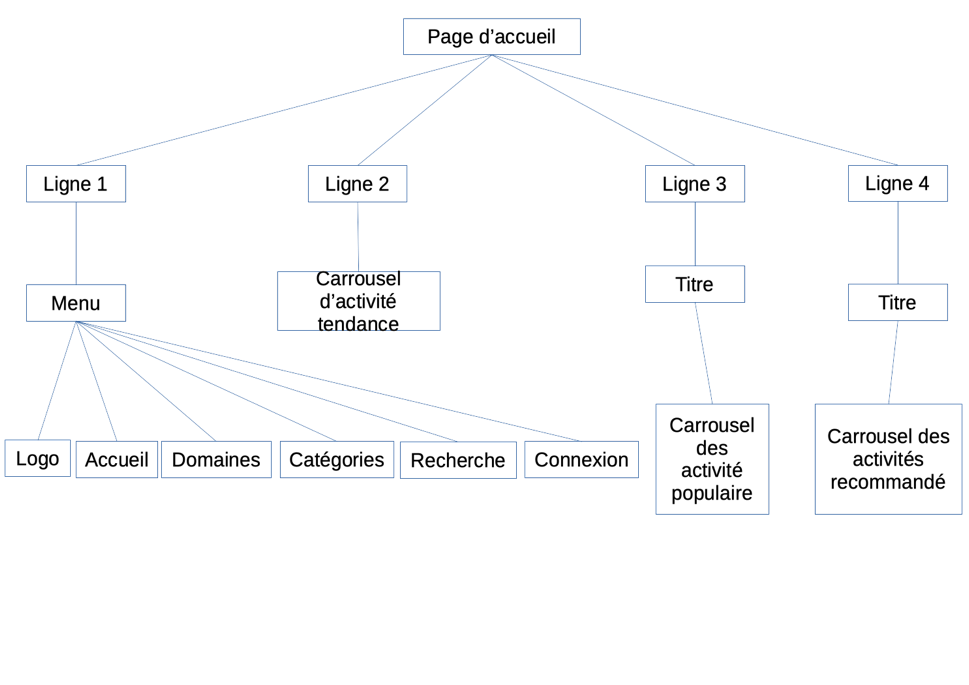 Page d’accueil
Ligne 1
Ligne 2
Ligne 3
Ligne 4
Menu
Carrousel
d’activité
tendance
Titre
Titre
Logo
Accueil
Domaines
Catégories
Recherche
Connexion
Carrousel
des
activité
populaire
Carrousel des
activités
recommandé